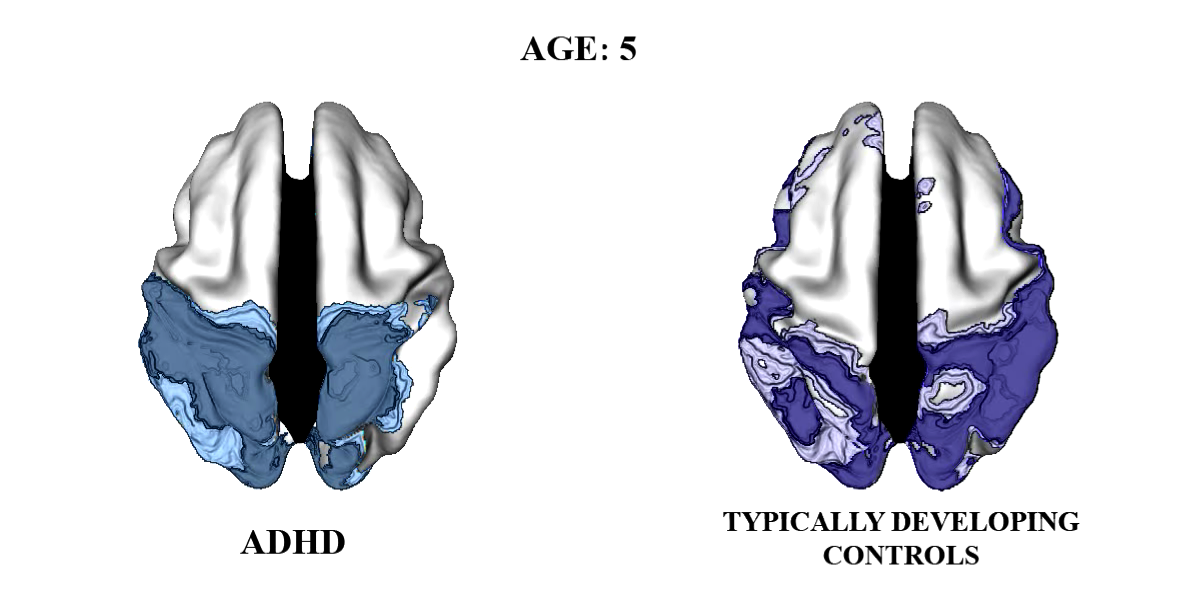 AGE: 5
ADHD
TYPICALLY DEVELOPING
CONTROLS